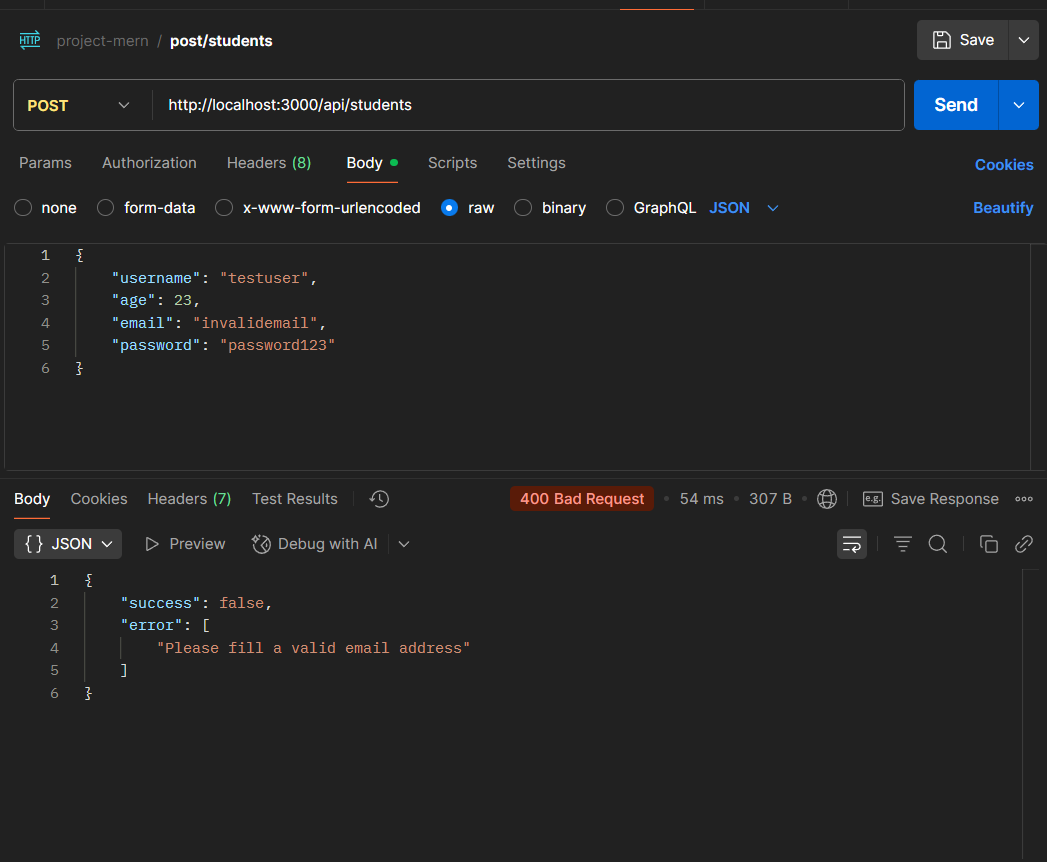 HTTP project-mern / post/students Save
POST http://localhost:3000/api/students Send
Params Authorization Headers (8) Body Scripts Settings Cookies
none form-data x-www-form-urlencoded raw binary GraphQL JSON Beautify
1 {
2 "username": "testuser",
3 "age": 23,
4 "email": "invalidemail",
5 "password": "password123"
6 }
Body Cookies Headers (7) Test Results 400 Bad Request • 54 ms • 307 B • e.g. Save Response
{} JSON Preview Debug with AI
1 {
2 "success": false,
3 "error": [
4 "Please fill a valid email address"
5 ]
6 }